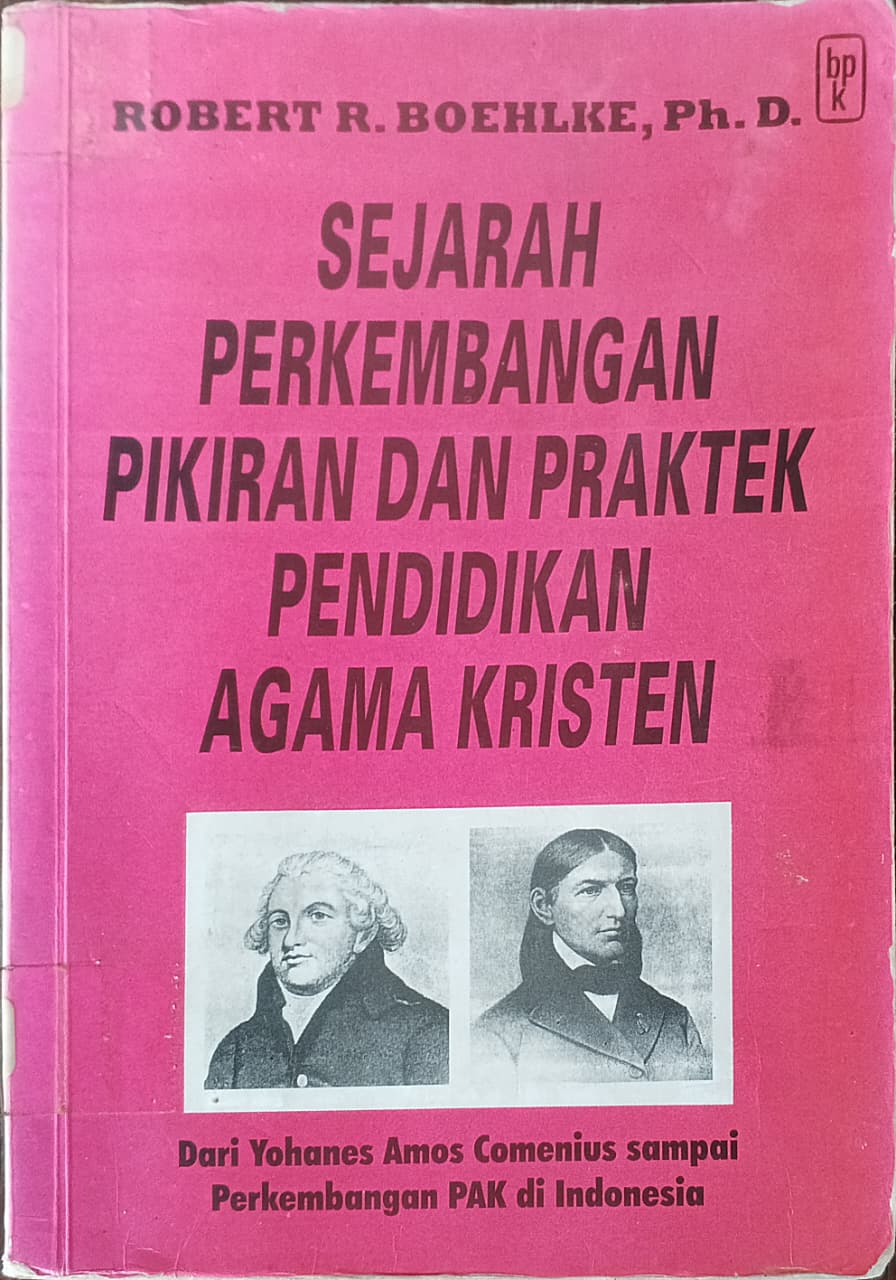 bp
k
ROBERT R. BOEHLKE, Ph. D.
SEJARAH
PERKEMBANGAN
PIKIRAN DAN PRAKTEK
PENDIDIKAN
AGAMA KRISTEN
Dari Yohanes Amos Comenius sampai
Perkembangan PAK di Indonesia